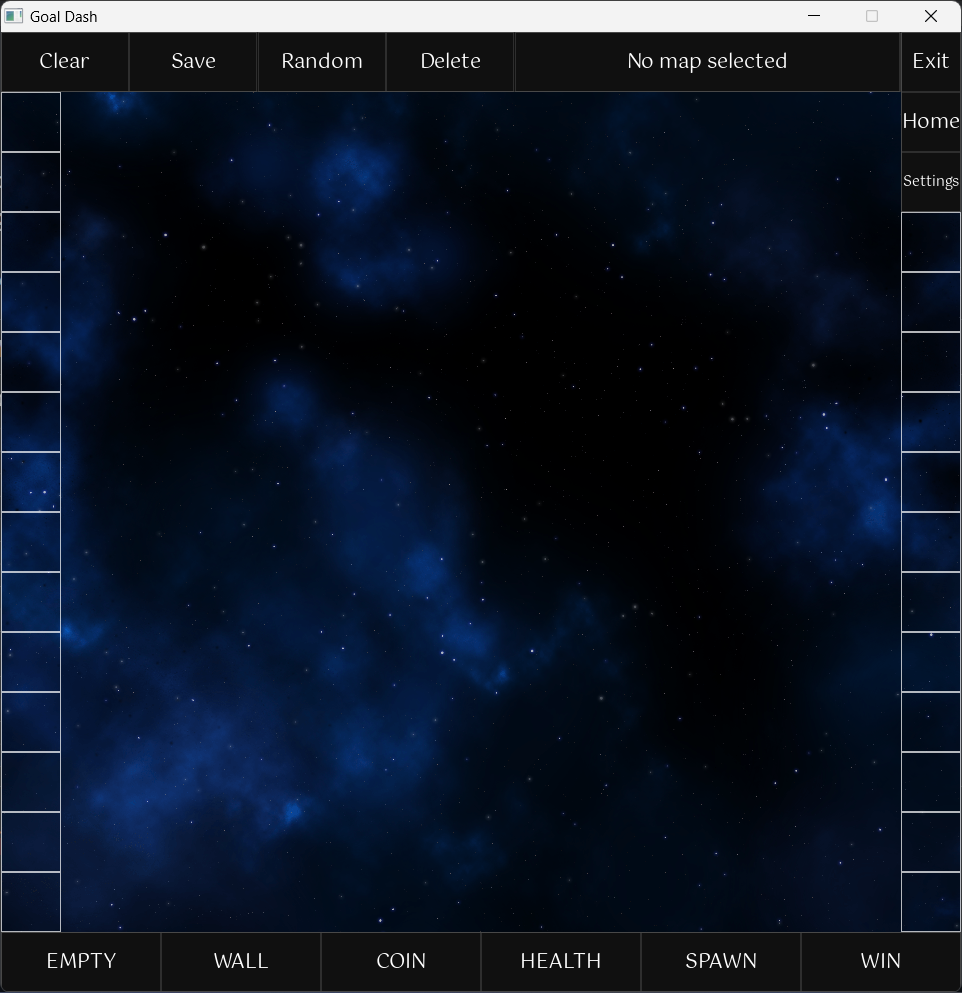 Goal Dash
Clear Save Random Delete No map selected Exit
Home
Settings
EMPTY WALL COIN HEALTH SPAWN WIN